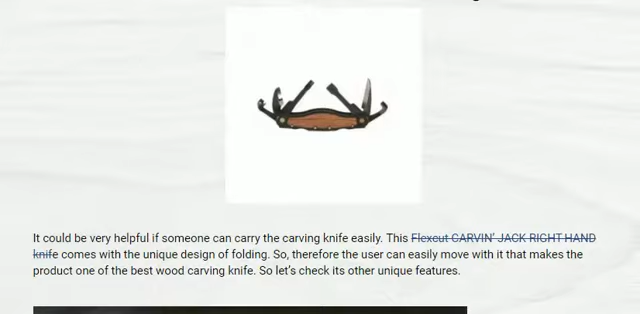 It could be very helpful if someone can carry the carving knife easily. This Flexcut CARVIN' JACK RIGHT HAND
knife comes with the unique design of folding. So, therefore the user can easily move with it that makes the
product one of the best wood carving knife. So let's check its other unique features.